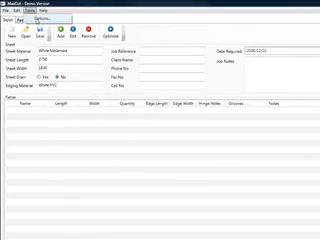 MaxCut - Demo Version
File Edit Tools Help
Options...
Input
New Open Save Add Edit Remove Optimize
Sheet
Sheet Material White Melamine Job Reference Date Required 2008/12/02
Sheet Length 2750 Client Name Job Notes
Sheet Width 1830 Phone No
Sheet Grain Yes No Fax No
Edging Material White PVC Cell No
Panels
Name Length Width Quantity Edge Length Edge Width Hinge Holes Grooves Notes